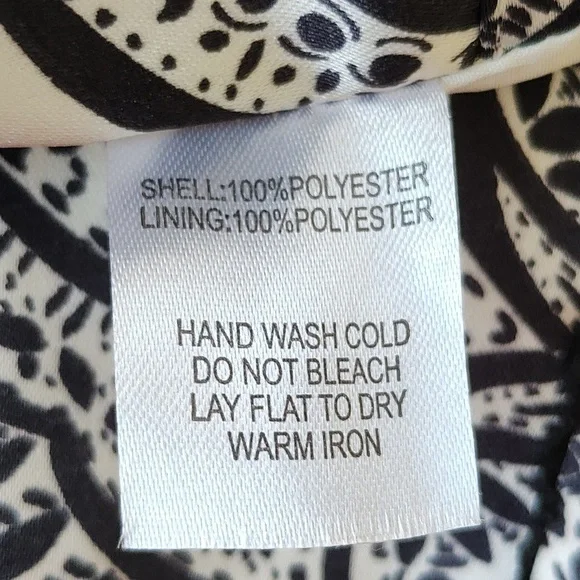 SHELL:100%POLYESTER
LINING:100%POLYESTER
HAND WASH COLD
DO NOT BLEACH
LAY FLAT TO DRY
WARM IRON